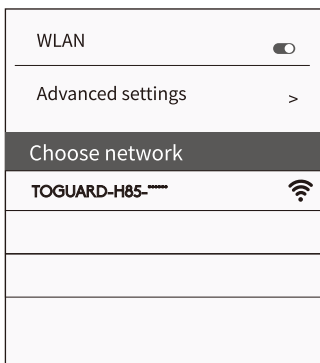 WLAN
Advanced settings >
Choose network
TOGUARD-H85-******